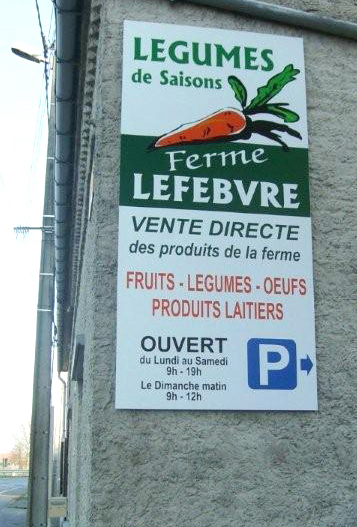 LEGUMES
de Saisons
Ferme
LEFEBVRE
VENTE DIRECTE
des produits de la ferme
FRUITS - LEGUMES - OEUFS
PRODUITS LAITIERS
OUVERT
du Lundi au Samedi
9h - 19h
Le Dimanche matin
9h - 12h
P